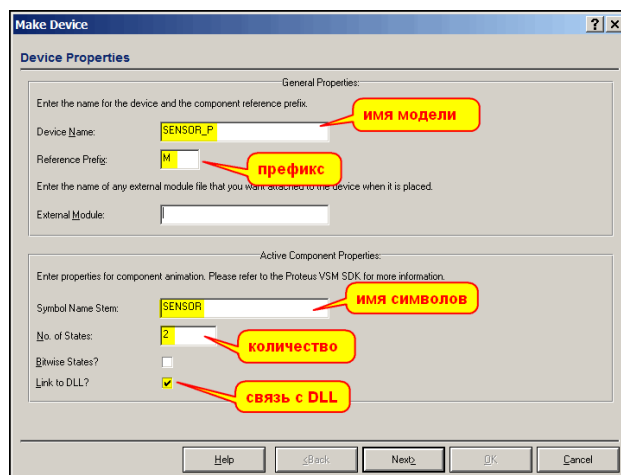 Make Device
Device Properties
General Properties:
Enter the name for the device and the component reference prefix.
Device Name: SENSOR_P
имя модели
Reference Prefix: M
префикс
Enter the name of any external module file that you want attached to the device when it is placed.
External Module:
Active Component Properties:
Enter properties for component animation. Please refer to the Proteus VSM SDK for more information.
Symbol Name Stem: SENSOR
имя символов
No. of States: 2
количество
Bitwise States?
Link to DLL?
связь с DLL
Help <Back Next> OK Cancel